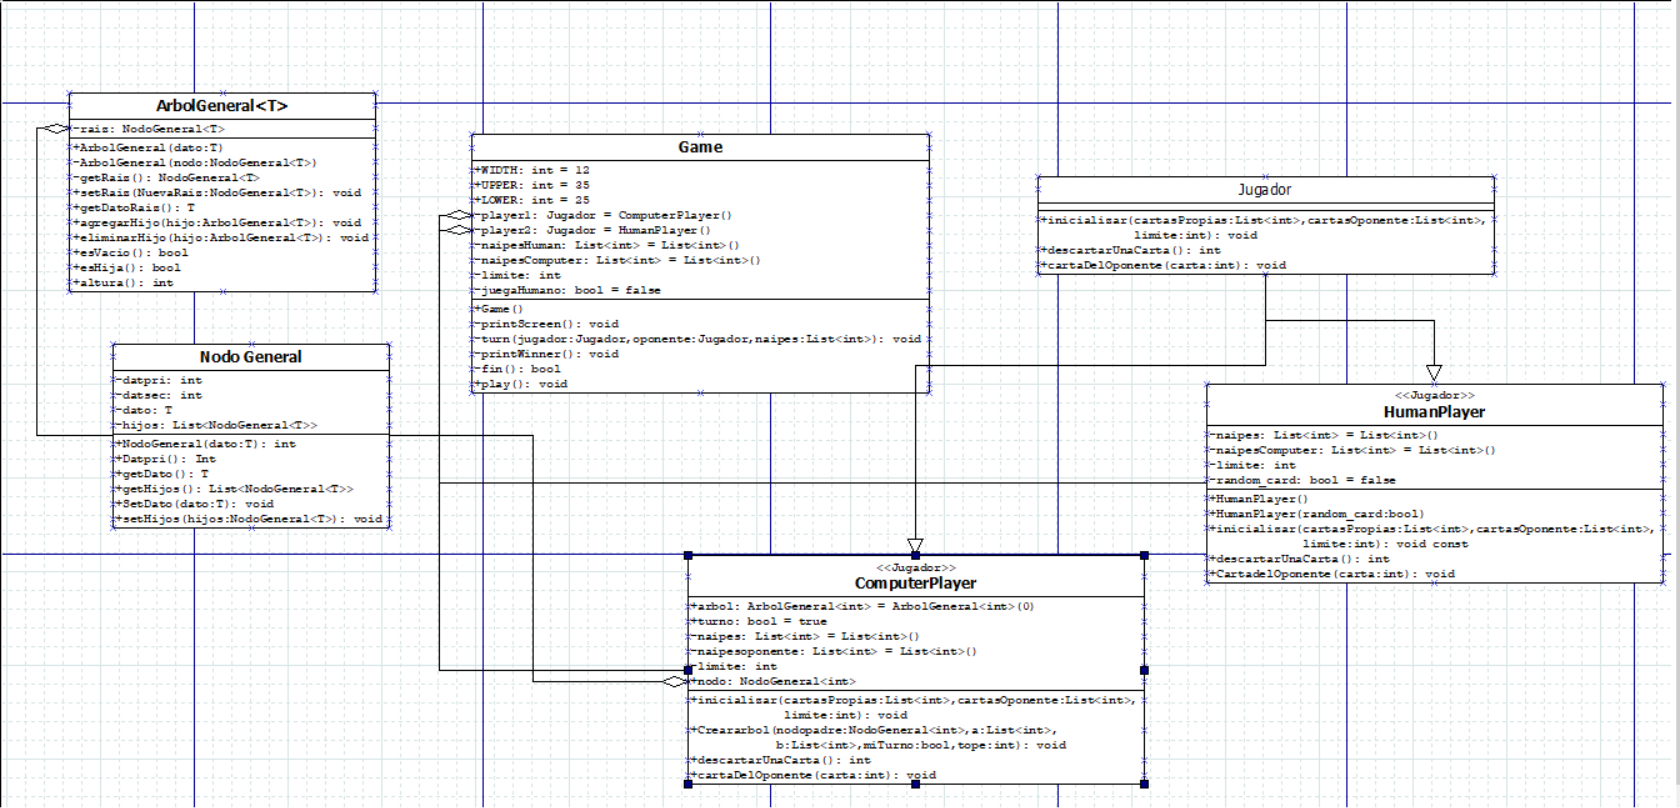 ArbolGeneral<T>
-rais: NodoGeneral<T>
+ArbolGeneral(dato:T)
-ArbolGeneral(nodo:NodoGeneral<T>)
-getRais(): NodoGeneral<T>
+setRais(NuevaRais:NodoGeneral<T>): void
+getDatoRais(): T
+agregarHijo(hijo:ArbolGeneral<T>): void
+eliminarHijo(hijo:ArbolGeneral<T>): void
+esVacio(): bool
+esHija(): bool
+altura(): int
Nodo General
-datpri: int
-datsec: int
-dato: T
-hijos: List<NodoGeneral<T>>
+NodoGeneral(dato:T): int
+Datpri(): Int
+getDato(): T
+getHijos(): List<NodoGeneral<T>>
+SetDato(dato:T): void
+setHijos(hijos:NodoGeneral<T>): void
Game
+WIDTH: int = 12
+UPPER: int = 35
+LOWER: int = 25
-player1: Jugador = ComputerPlayer()
-player2: Jugador = HumanPlayer()
-naipesHuman: List<int> = List<int>()
-naipesComputer: List<int> = List<int>()
-limite: int
-juegaHumano: bool = false
+Game()
-printScreen(): void
-turn(jugador:Jugador,oponente:Jugador,naipes:List<int>): void
-printWinner(): void
-fin(): bool
+play(): void
Jugador
+inicialisar(cartasPropias:List<int>,cartasOponente:List<int>,
limite:int): void
+descartarUnaCarta(): int
+cartaDelOponente(carta:int): void
<<Jugador>>
HumanPlayer
-naipes: List<int> = List<int>()
-naipesComputer: List<int> = List<int>()
-limite: int
-random_card: bool = false
+HumanPlayer()
+HumanPlayer(random_card:bool)
+inicialisar(cartasPropias:List<int>,cartasOponente:List<int>,
limite:int): void const
+descartarUnaCarta(): int
+CartadelOponente(carta:int): void
<<Jugador>>
ComputerPlayer
+arbol: ArbolGeneral<int> = ArbolGeneral<int>(0)
+turno: bool = true
-naipes: List<int> = List<int>()
-naipesoponente: List<int> = List<int>()
-limite: int
+nodo: NodoGeneral<int>
+inicialisar(cartasPropias:List<int>,cartasOponente:List<int>,
limite:int): void
+Creararbol(nodopadre:NodoGeneral<int>,a:List<int>,
b:List<int>,miTurno:bool,tope:int): void
+descartarUnaCarta(): int
+cartaDelOponente(carta:int): void